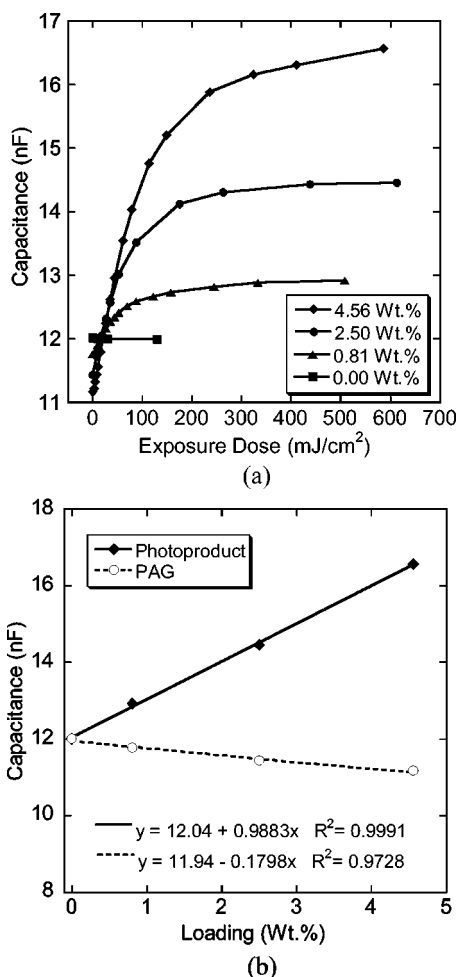 (a)
17
16
15
14
13
12
11
Capacitance (nF)
4.56 Wt.%
2.50 Wt.%
0.81 Wt.%
0.00 Wt.%
0 100 200 300 400 500 600 700
Exposure Dose (mJ/cm²)
(a)
18
16
14
12
10
8
Capacitance (nF)
Photoproduct
PAG
y = 12.04 + 0.9883x R²= 0.9991
y = 11.94 - 0.1798x R²= 0.9728
0 1 2 3 4 5
Loading (Wt.%)
(b)